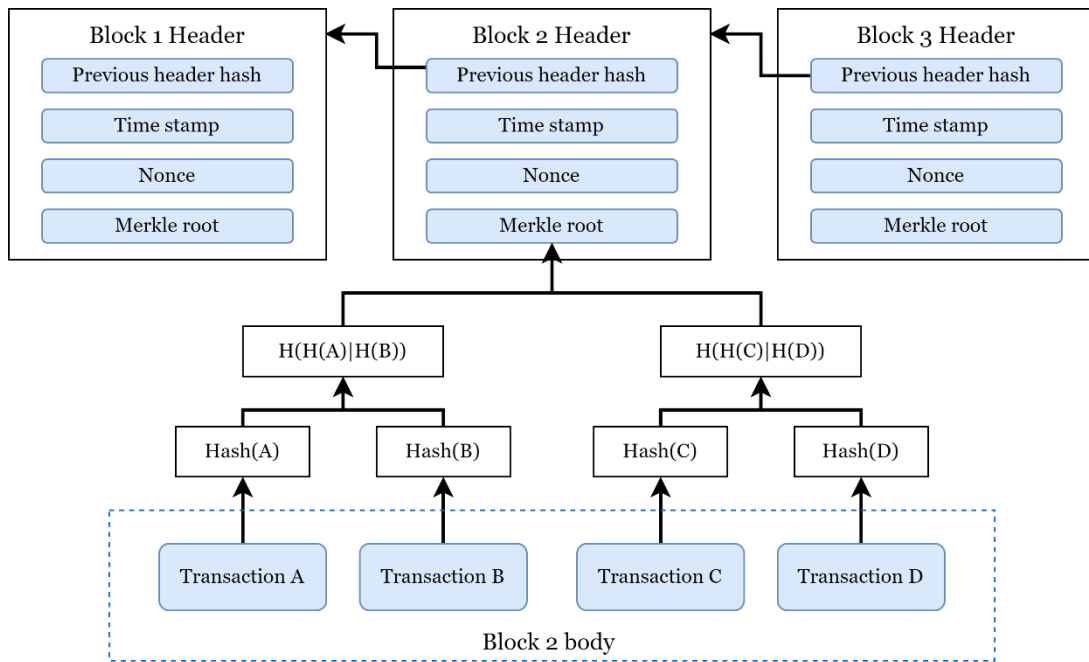 Block 1 Header
Previous header hash
Time stamp
Nonce
Merkle root
Block 2 Header
Previous header hash
Time stamp
Nonce
Merkle root
Block 3 Header
Previous header hash
Time stamp
Nonce
Merkle root
H(H(A)|H(B))
H(H(C)|H(D))
Hash(A)
Hash(B)
Hash(C)
Hash(D)
Transaction A
Transaction B
Transaction C
Transaction D
Block 2 body